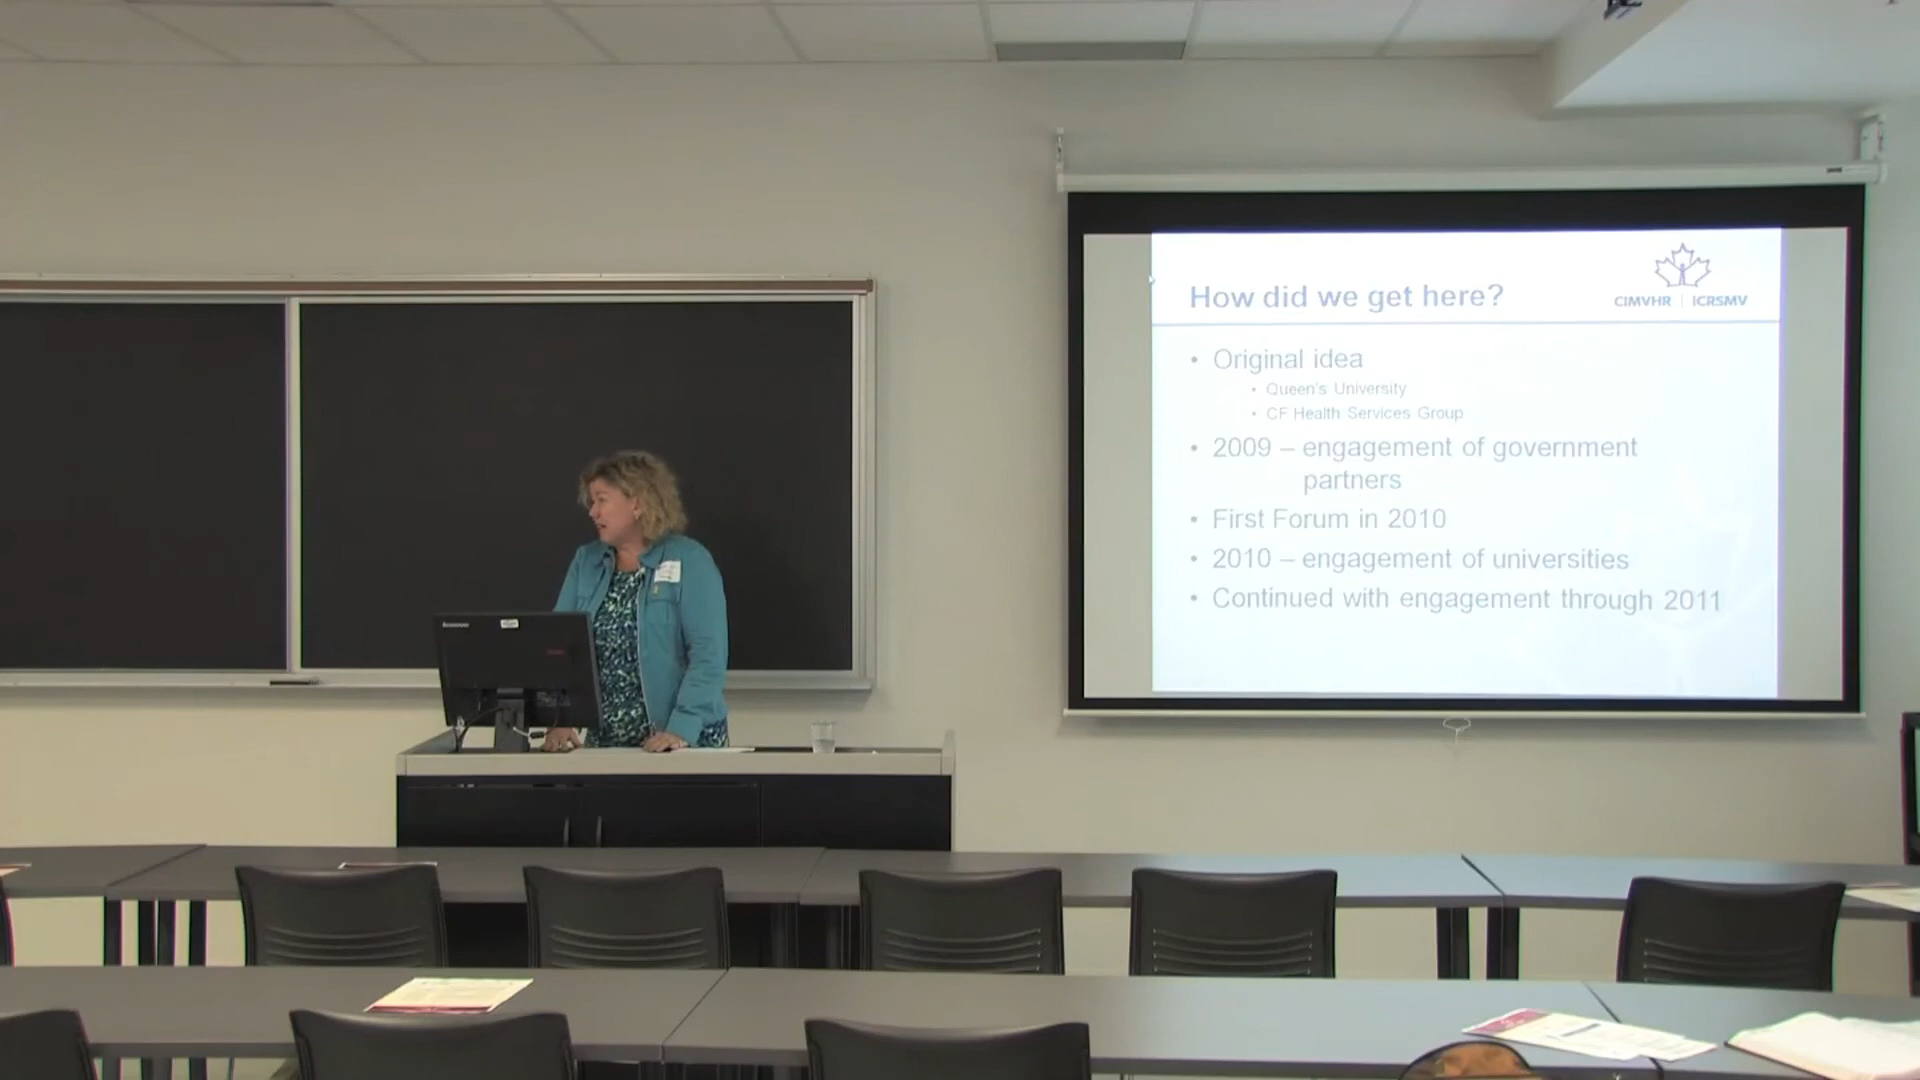 How did we get here?
CIMVHR | ICRSMV
• Original idea
• Queen's University
• CF Health Services Group
• 2009 – engagement of government
partners
• First Forum in 2010
• 2010 – engagement of universities
• Continued with engagement through 2011
lenovo